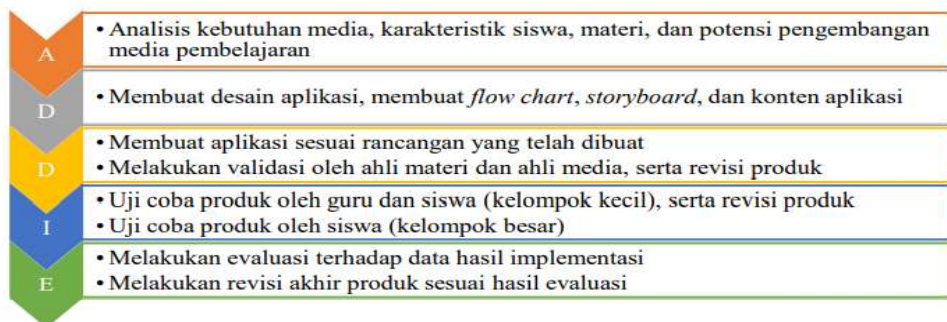 A
• Analisis kebutuhan media, karakteristik siswa, materi, dan potensi pengembangan
media pembelajaran
D
• Membuat desain aplikasi, membuat flow chart, storyboard, dan konten aplikasi
D
• Membuat aplikasi sesuai rancangan yang telah dibuat
• Melakukan validasi oleh ahli materi dan ahli media, serta revisi produk
I
• Uji coba produk oleh guru dan siswa (kelompok kecil), serta revisi produk
• Uji coba produk oleh siswa (kelompok besar)
E
• Melakukan evaluasi terhadap data hasil implementasi
• Melakukan revisi akhir produk sesuai hasil evaluasi